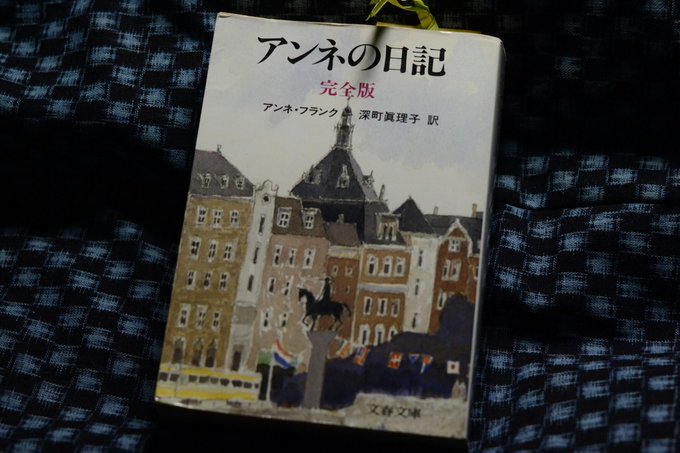 アンネの日記
完全版
アンネ・フランク 深町眞理子 訳
文春文庫